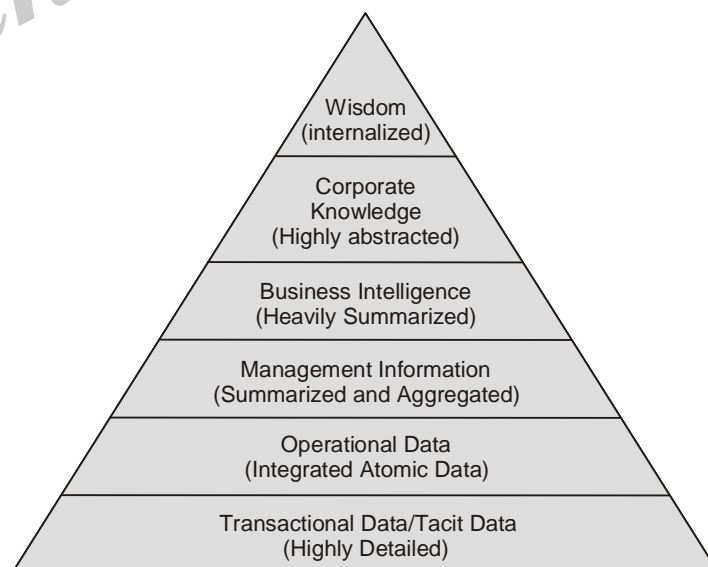 Wisdom
(internalized)
Corporate
Knowledge
(Highly abstracted)
Business Intelligence
(Heavily Summarized)
Management Information
(Summarized and Aggregated)
Operational Data
(Integrated Atomic Data)
Transactional Data/Tacit Data
(Highly Detailed)